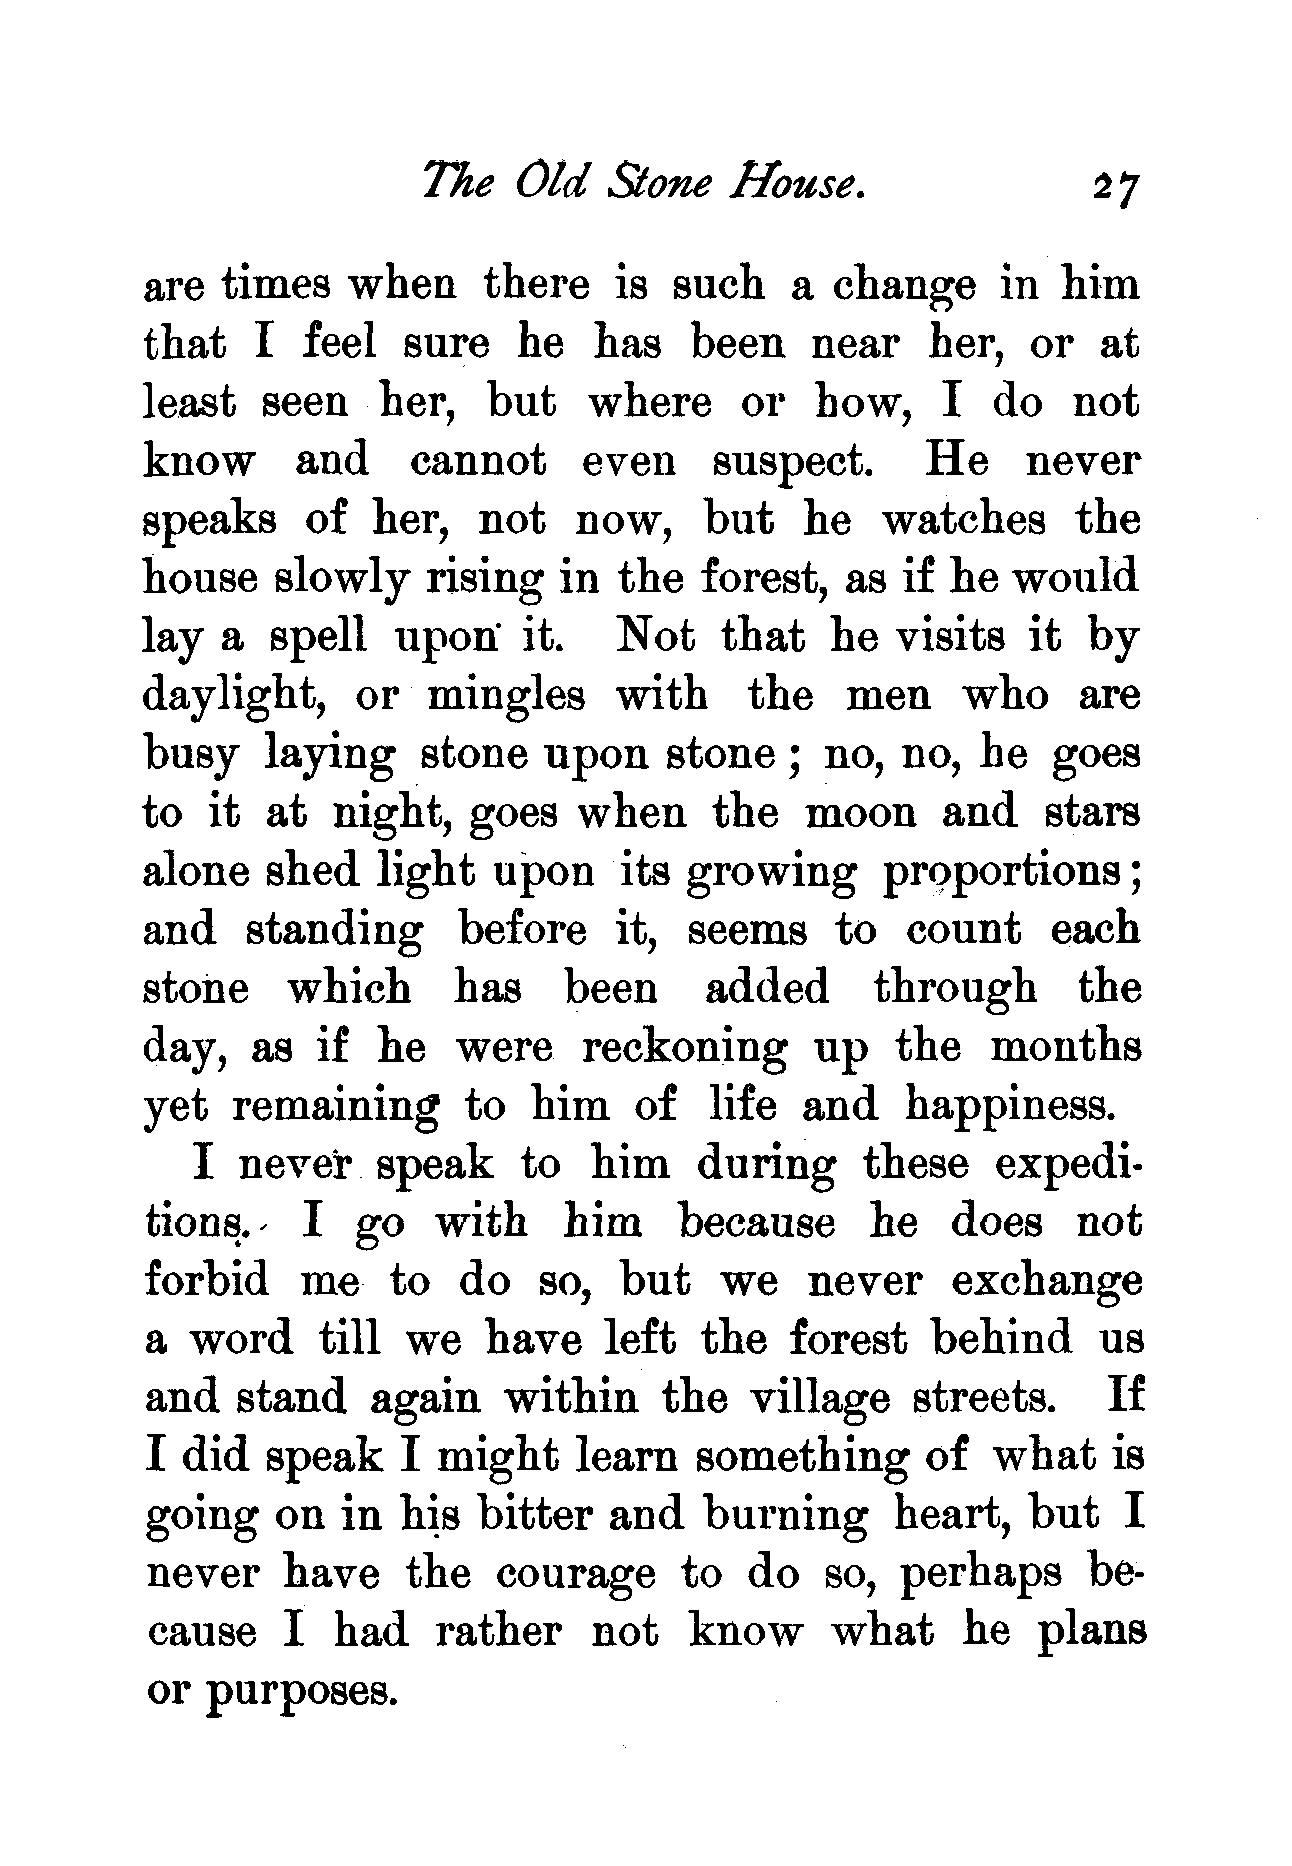 The Old Stone House. 27
are times when there is such a change in him
that I feel sure he has been near her, or at
least seen her, but where or how, I do not
know and cannot even suspect. He never
speaks of her, not now, but he watches the
house slowly rising in the forest, as if he would
lay a spell upon it. Not that he visits it by
daylight, or mingles with the men who are
busy laying stone upon stone ; no, no, he goes
to it at night, goes when the moon and stars
alone shed light upon its growing proportions ;
and standing before it, seems to count each
stone which has been added through the
day, as if he were reckoning up the months
yet remaining to him of life and happiness.
I never speak to him during these expedi-
tions. I go with him because he does not
forbid me to do so, but we never exchange
a word till we have left the forest behind us
and stand again within the village streets. If
I did speak I might learn something of what is
going on in his bitter and burning heart, but I
never have the courage to do so, perhaps be-
cause I had rather not know what he plans
or purposes.